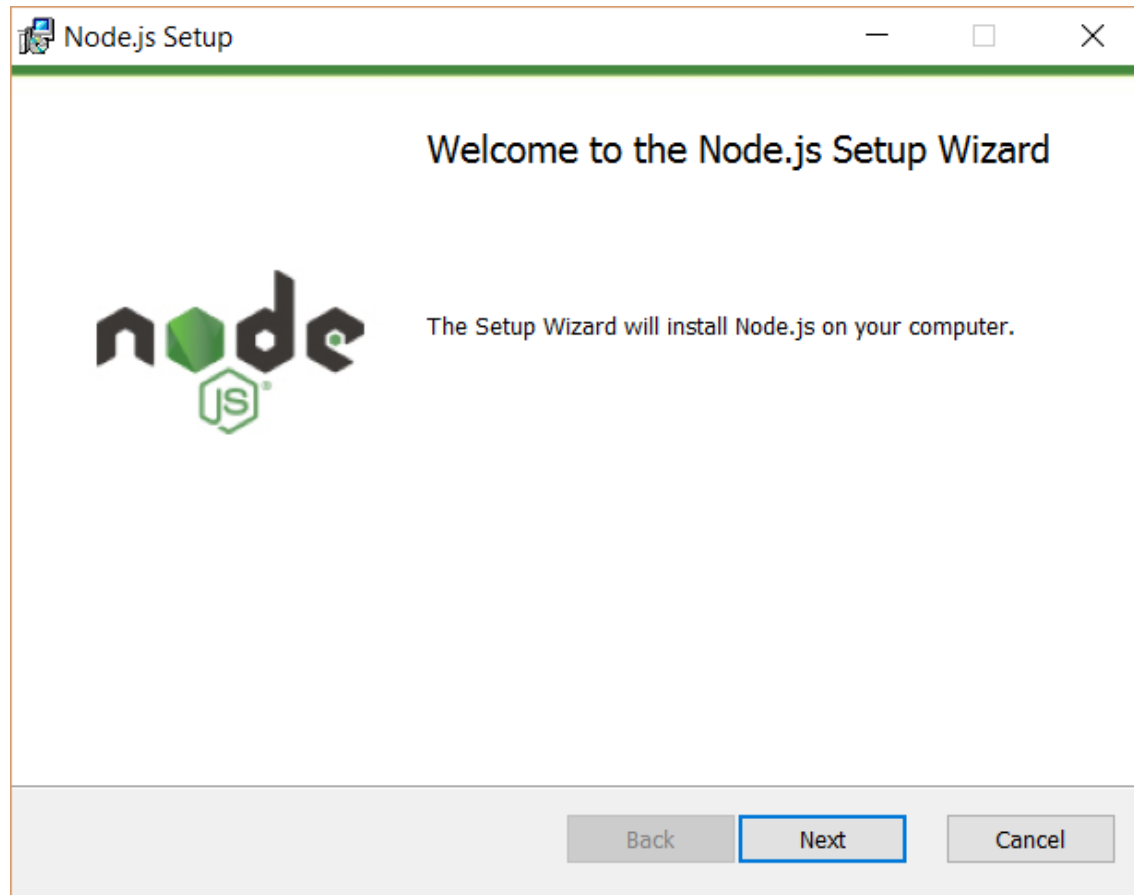 Node.js Setup
Welcome to the Node.js Setup Wizard
node
JS®
The Setup Wizard will install Node.js on your computer.
Back
Next
Cancel